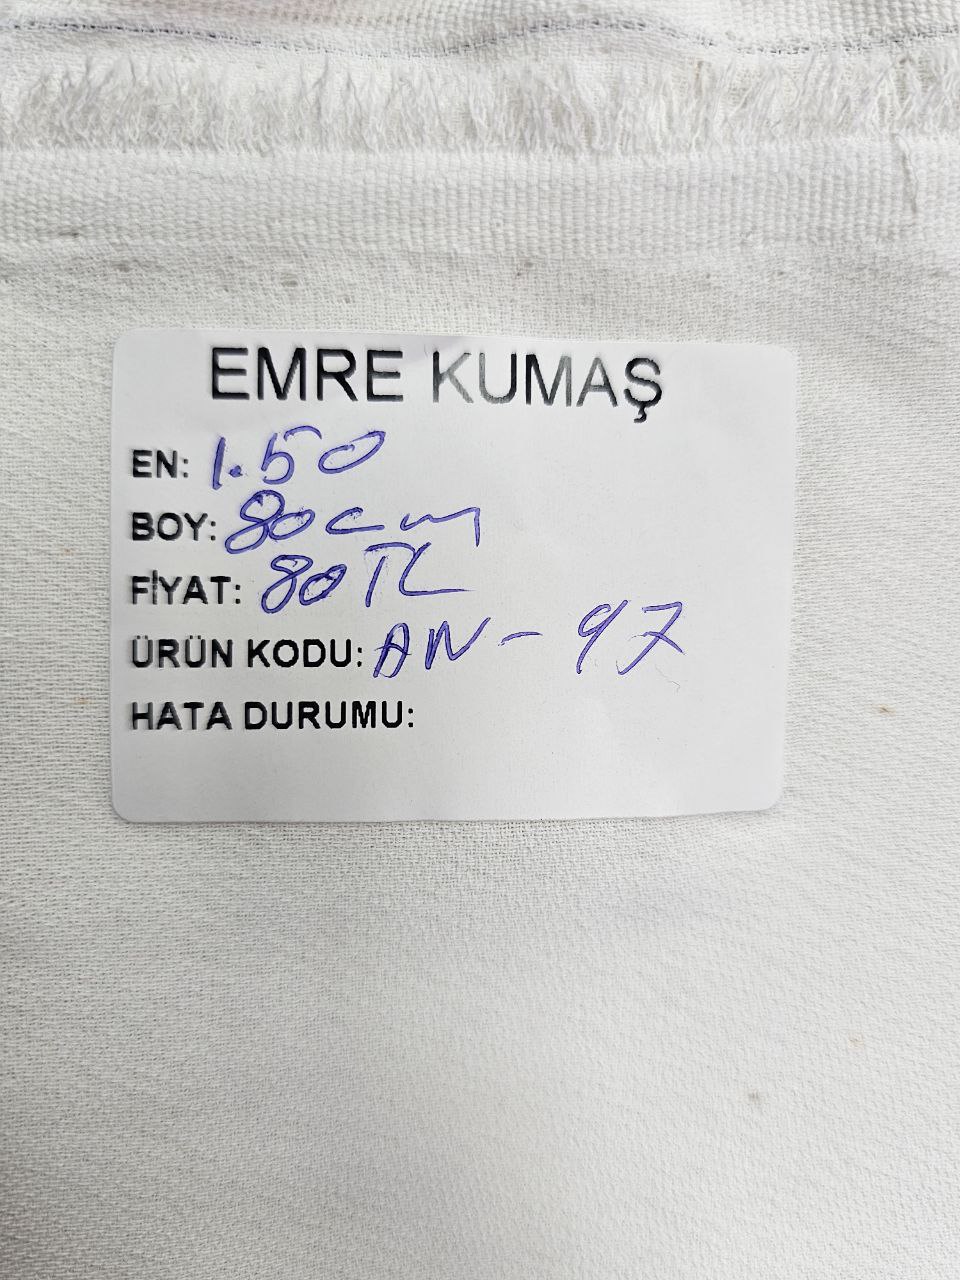 EMRE KUMAŞ
EN: 1.50
BOY: 80cm
FİYAT: 80TL
ÜRÜN KODU: AN-97
HATA DURUMU: